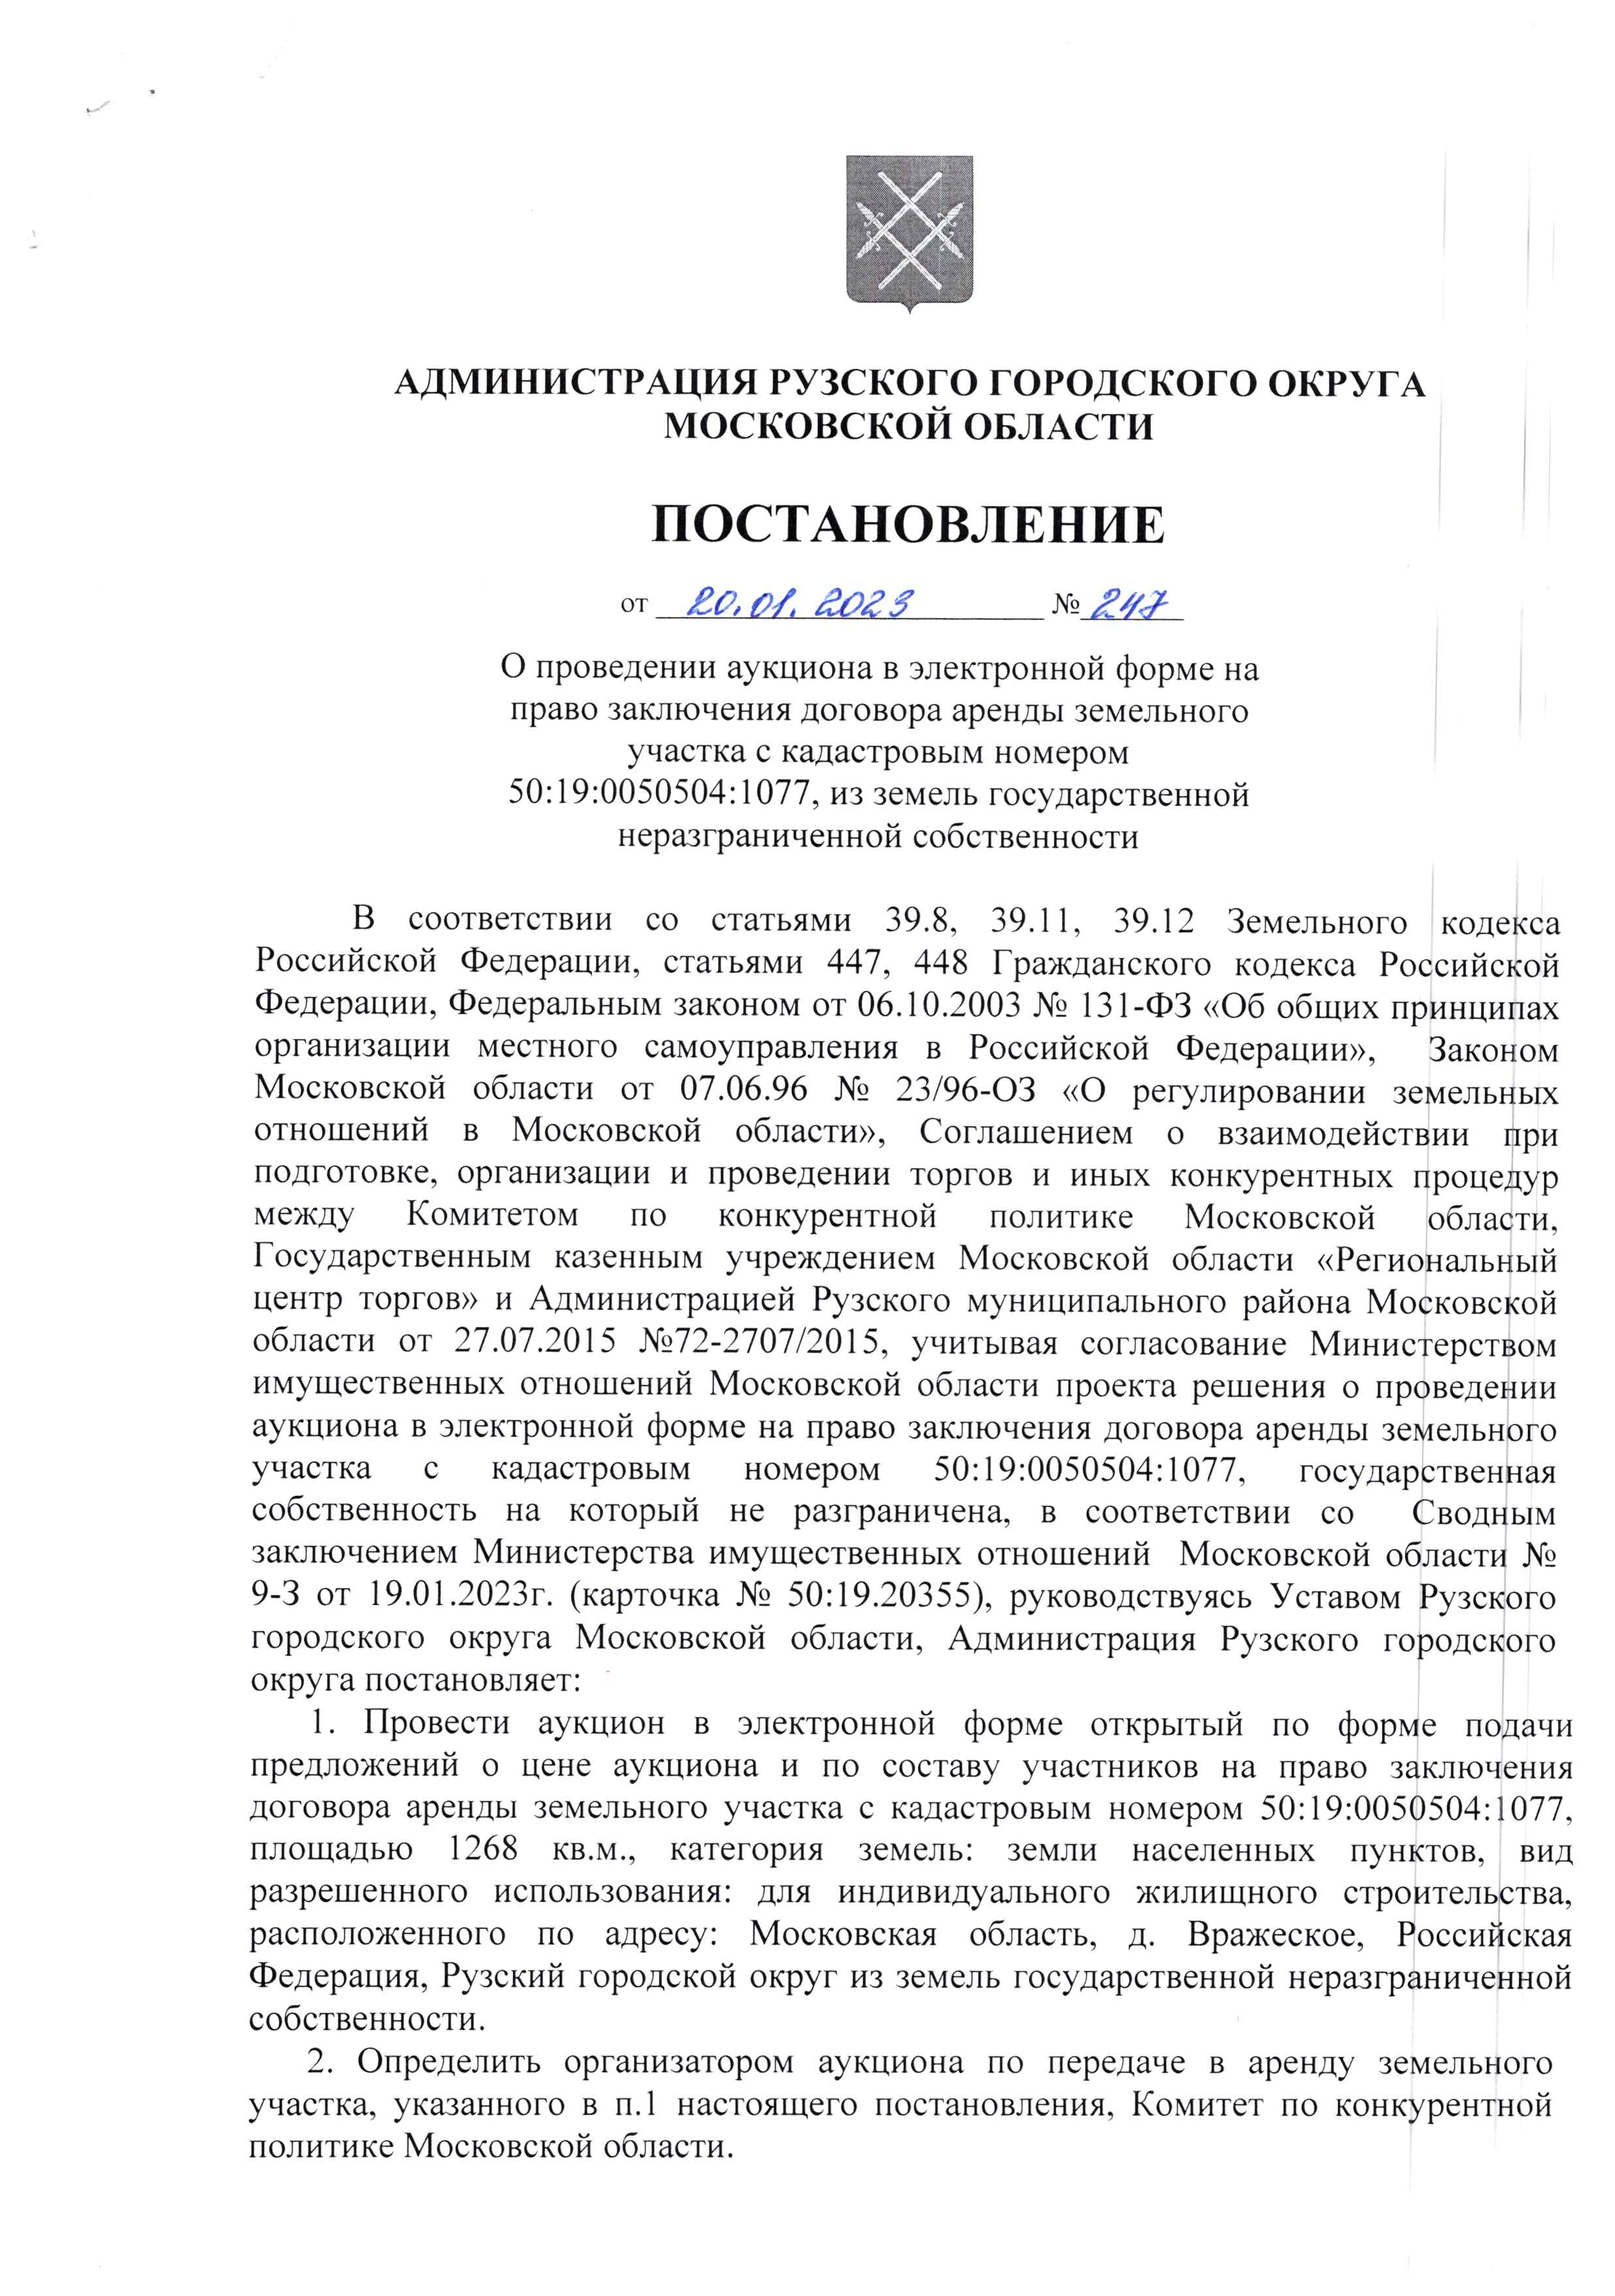 АДМИНИСТРАЦИЯ РУЗСКОГО ГОРОДСКОГО ОКРУГА
МОСКОВСКОЙ ОБЛАСТИ
ПОСТАНОВЛЕНИЕ
от 20.01.2023 № 247
О проведении аукциона в электронной форме на
право заключения договора аренды земельного
участка с кадастровым номером
50:19:0050504:1077, из земель государственной
неразграниченной собственности
В соответствии со статьями 39.8, 39.11, 39.12 Земельного кодекса
Российской Федерации, статьями 447, 448 Гражданского кодекса Российской
Федерации, Федеральным законом от 06.10.2003 № 131-ФЗ «Об общих принципах
организации местного самоуправления в Российской Федерации», Законом
Московской области от 07.06.96 № 23/96-ОЗ «О регулировании земельных
отношений в Московской области», Соглашением о взаимодействии при
подготовке, организации и проведении торгов и иных конкурентных процедур
между Комитетом по конкурентной политике Московской области,
Государственным казенным учреждением Московской области «Региональный
центр торгов» и Администрацией Рузского муниципального района Московской
области от 27.07.2015 №72-2707/2015, учитывая согласование Министерством
имущественных отношений Московской области проекта решения о проведении
аукциона в электронной форме на право заключения договора аренды земельного
участка с кадастровым номером 50:19:0050504:1077, государственная
собственность на который не разграничена, в соответствии со Сводным
заключением Министерства имущественных отношений Московской области №
9-З от 19.01.2023г. (карточка № 50:19.20355), руководствуясь Уставом Рузского
городского округа Московской области, Администрация Рузского городского
округа постановляет:
1. Провести аукцион в электронной форме открытый по форме подачи
предложений о цене аукциона и по составу участников на право заключения
договора аренды земельного участка с кадастровым номером 50:19:0050504:1077,
площадью 1268 кв.м., категория земель: земли населенных пунктов, вид
разрешенного использования: для индивидуального жилищного строительства,
расположенного по адресу: Московская область, д. Вражеское, Российская
Федерация, Рузский городской округ из земель государственной неразграниченной
собственности.
2. Определить организатором аукциона по передаче в аренду земельного
участка, указанного в п.1 настоящего постановления, Комитет по конкурентной
политике Московской области.